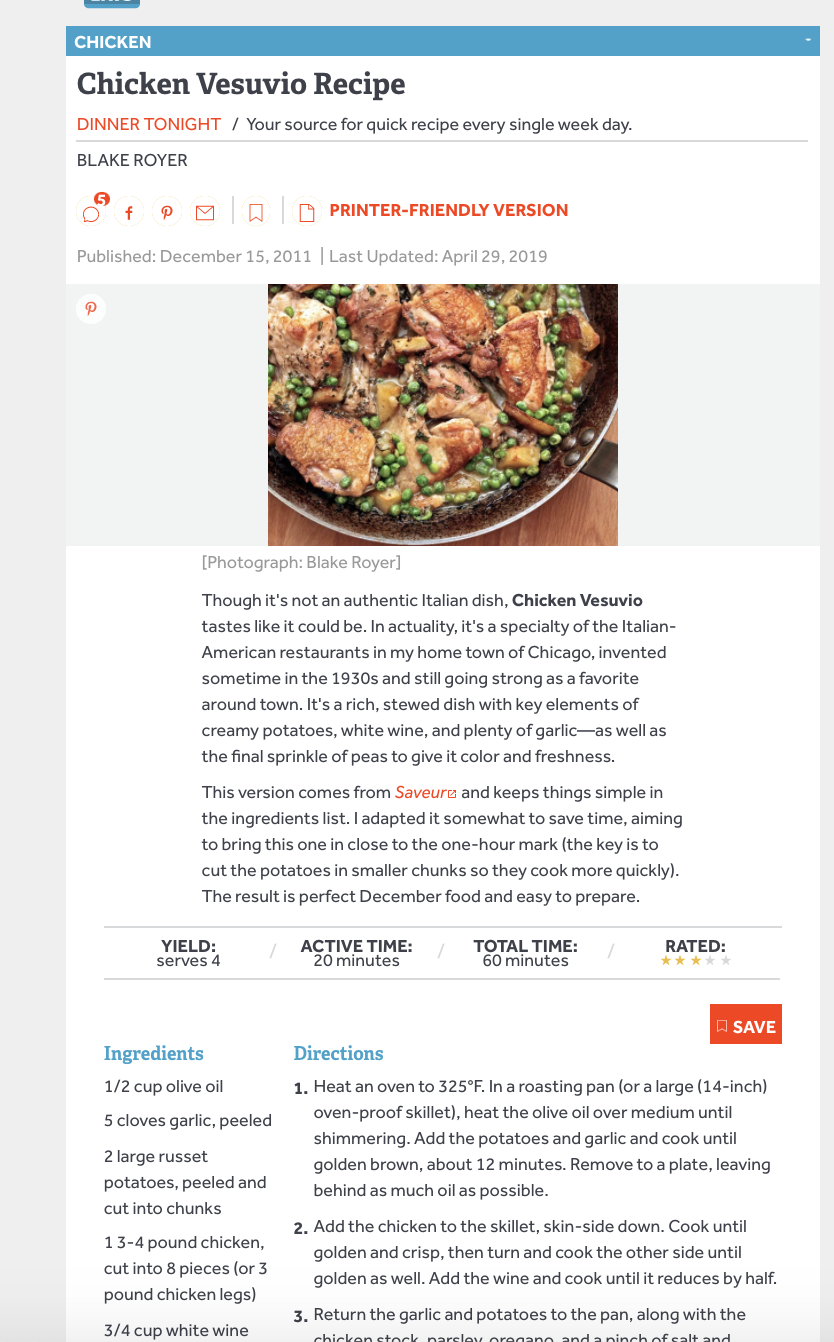 CHICKEN
Chicken Vesuvio Recipe
DINNER TONIGHT / Your source for quick recipe every single week day.
BLAKE ROYER
5
PRINTER-FRIENDLY VERSION
Published: December 15, 2011 | Last Updated: April 29, 2019
[Photograph: Blake Royer]
Though it's not an authentic Italian dish, Chicken Vesuvio
tastes like it could be. In actuality, it's a specialty of the Italian-
American restaurants in my home town of Chicago, invented
sometime in the 1930s and still going strong as a favorite
around town. It's a rich, stewed dish with key elements of
creamy potatoes, white wine, and plenty of garlic—as well as
the final sprinkle of peas to give it color and freshness.
This version comes from Saveur and keeps things simple in
the ingredients list. I adapted it somewhat to save time, aiming
to bring this one in close to the one-hour mark (the key is to
cut the potatoes in smaller chunks so they cook more quickly).
The result is perfect December food and easy to prepare.
YIELD: / ACTIVE TIME: / TOTAL TIME: / RATED:
serves 4 20 minutes 60 minutes
SAVE
Ingredients
1/2 cup olive oil
5 cloves garlic, peeled
2 large russet
potatoes, peeled and
cut into chunks
1 3-4 pound chicken,
cut into 8 pieces (or 3
pound chicken legs)
3/4 cup white wine
Directions
1. Heat an oven to 325°F. In a roasting pan (or a large (14-inch)
oven-proof skillet), heat the olive oil over medium until
shimmering. Add the potatoes and garlic and cook until
golden brown, about 12 minutes. Remove to a plate, leaving
behind as much oil as possible.
2. Add the chicken to the skillet, skin-side down. Cook until
golden and crisp, then turn and cook the other side until
golden as well. Add the wine and cook until it reduces by half.
3. Return the garlic and potatoes to the pan, along with the
chicken stock, parsley, oregano, and a pinch of salt and